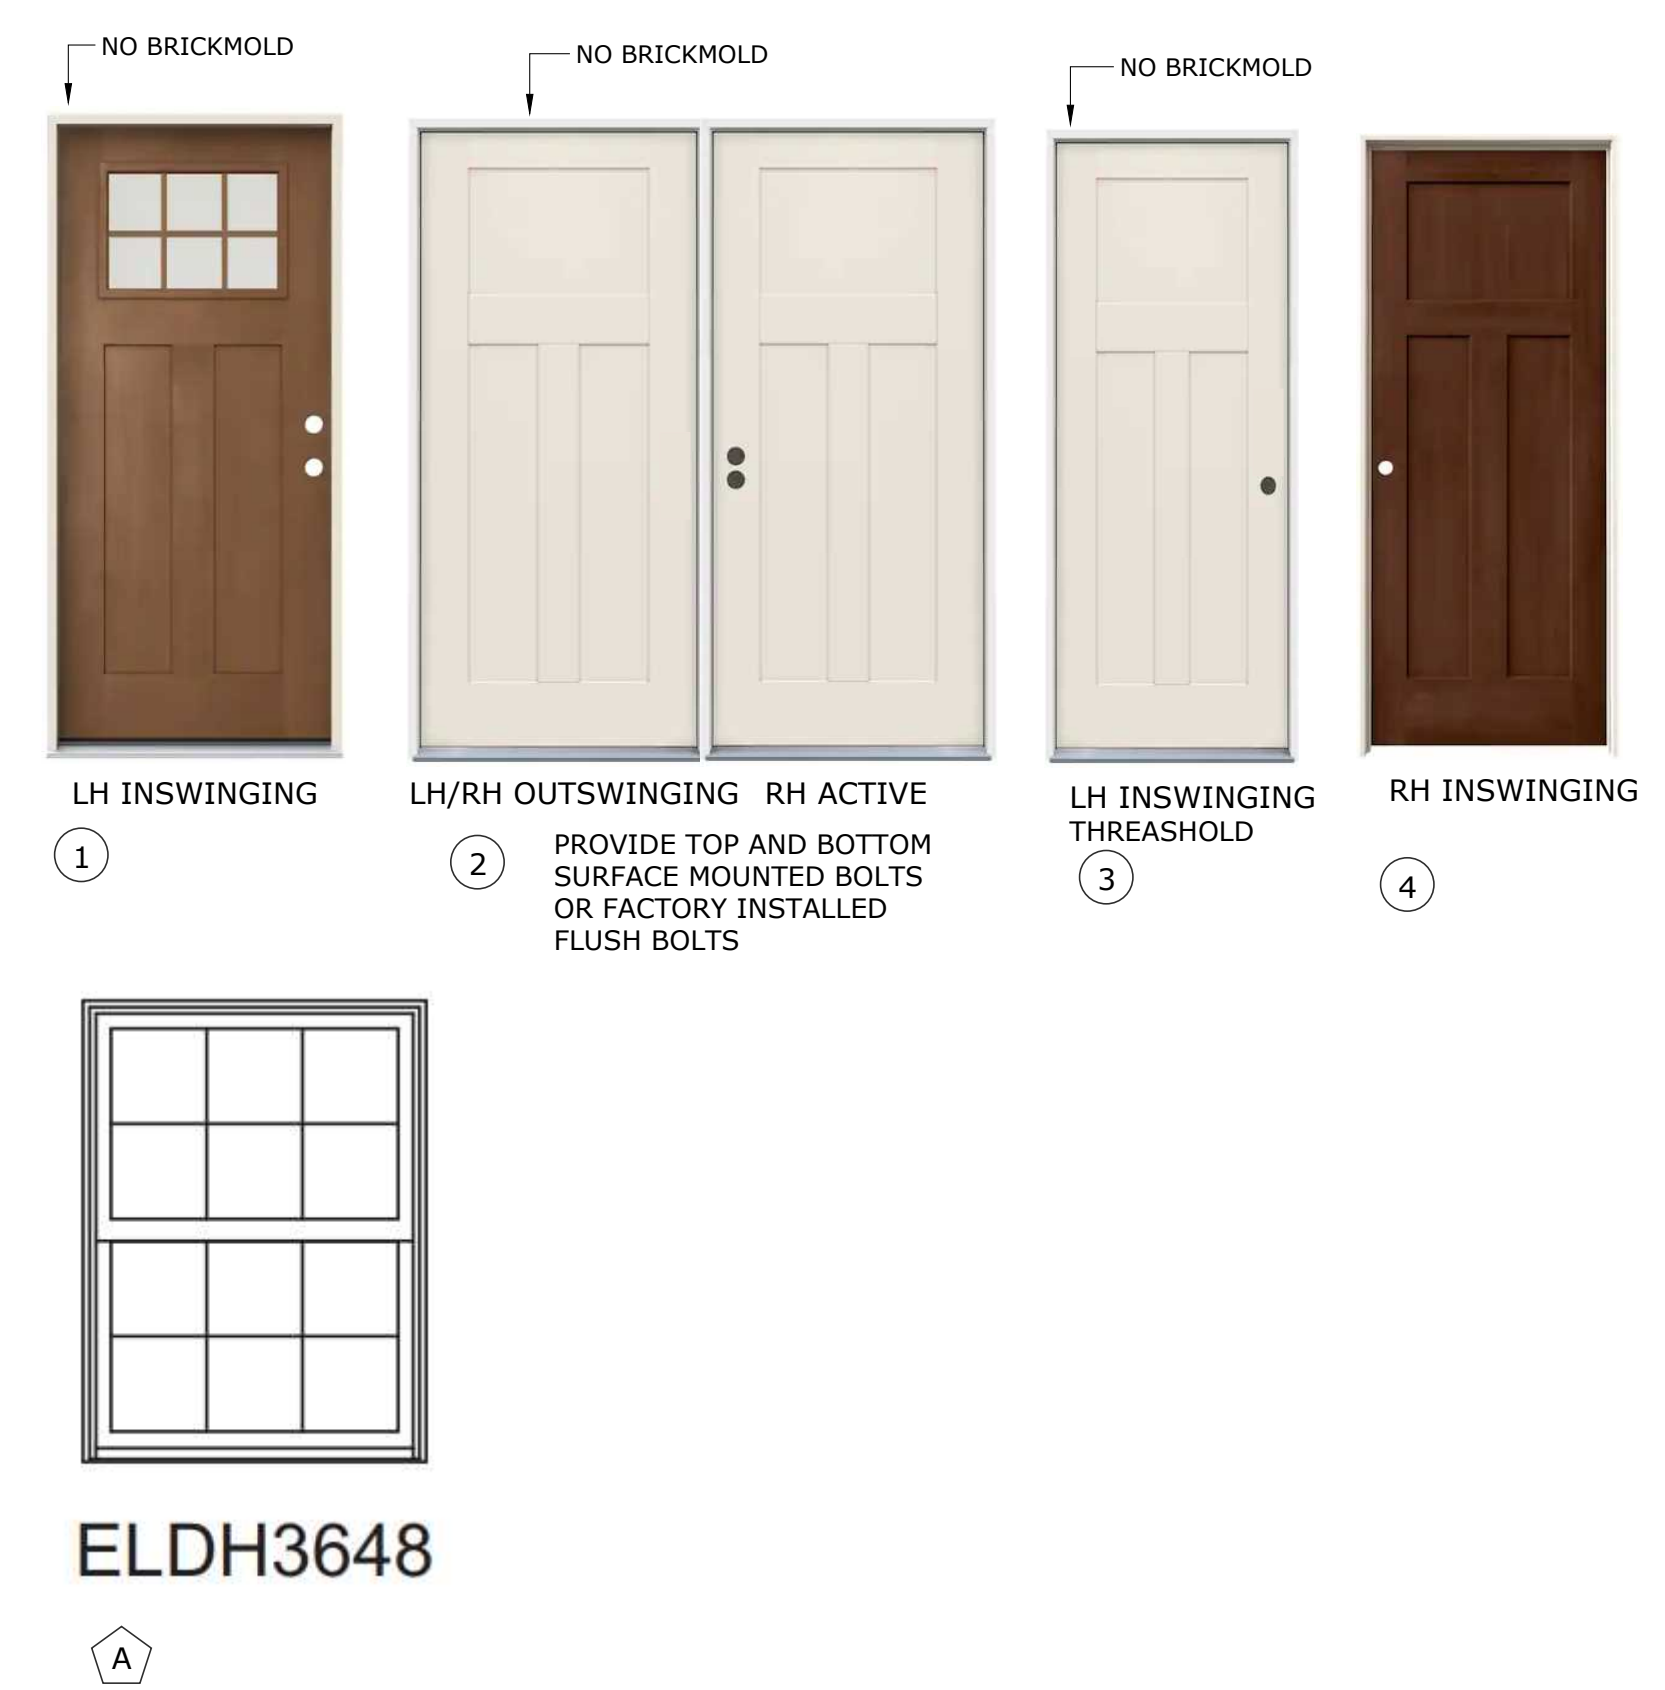 NO BRICKMOLD
NO BRICKMOLD
NO BRICKMOLD
LH INSWINGING
1
LH/RH OUTSWINGING RH ACTIVE
2
PROVIDE TOP AND BOTTOM
SURFACE MOUNTED BOLTS
OR FACTORY INSTALLED
FLUSH BOLTS
LH INSWINGING
THREASHOLD
3
RH INSWINGING
4
ELDH3648
A